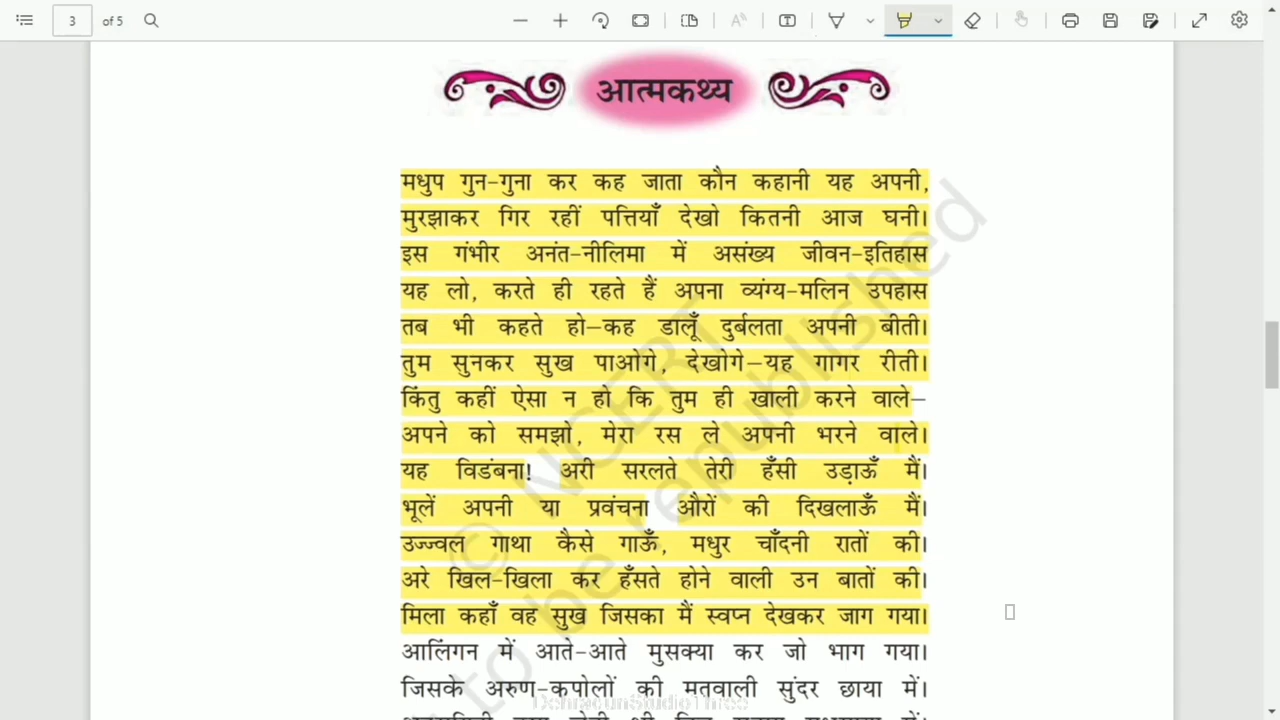 3 of 5
आत्मकथ्य
मधुप गुन-गुना कर कह जाता कौन कहानी यह अपनी,
मुरझाकर गिर रहीं पत्तियाँ देखो कितनी आज घनी।
इस गंभीर अनंत-नीलिमा में असंख्य जीवन-इतिहास
यह लो, करते ही रहते हैं अपना व्यंग्य-मलिन उपहास
तब भी कहते हो—कह डालूँ दुर्बलता अपनी बीती।
तुम सुनकर सुख पाओगे, देखोगे—यह गागर रीती।
किंतु कहीं ऐसा न हो कि तुम ही खाली करने वाले—
अपने को समझो, मेरा रस ले अपनी भरने वाले।
यह विडंबना! अरी सरलते तेरी हँसी उड़ाऊँ मैं।
भूलें अपनी या प्रवंचना औरों की दिखलाऊँ मैं।
उज्ज्वल गाथा कैसे गाऊँ, मधुर चाँदनी रातों की।
अरे खिल-खिला कर हँसते होने वाली उन बातों की।
मिला कहाँ वह सुख जिसका मैं स्वप्न देखकर जाग गया।
आलिंगन में आते-आते मुसक्या कर जो भाग गया।
जिसके अरुण-कपोलों की मतवाली सुंदर छाया में।
© NCERT
to be republished